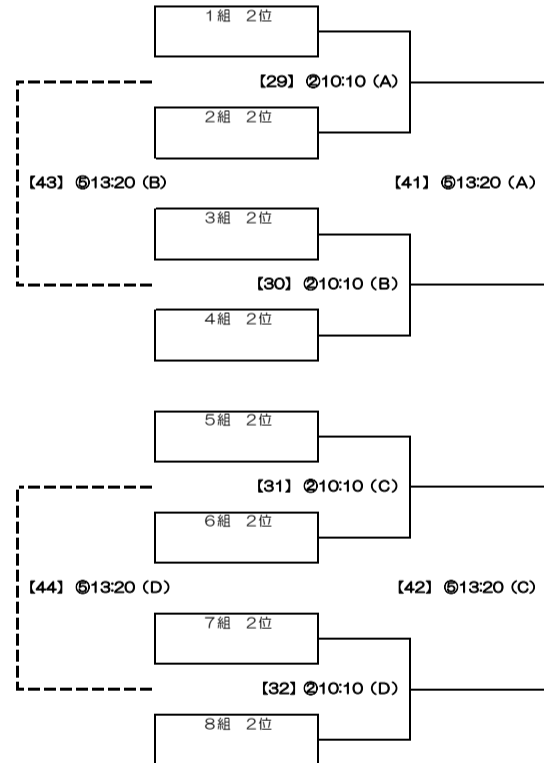 1組 2位
【29】 ②10:10 (A)
2組 2位
【43】 ⑤13:20 (B)
【41】 ⑤13:20 (A)
3組 2位
【30】 ②10:10 (B)
4組 2位
5組 2位
【31】 ②10:10 (C)
6組 2位
【44】 ⑤13:20 (D)
【42】 ⑤13:20 (C)
7組 2位
【32】 ②10:10 (D)
8組 2位